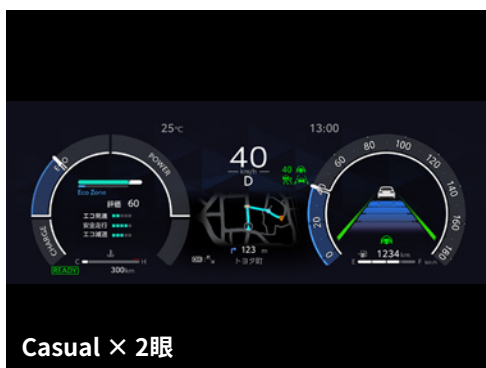 25℃
13:00
40
km/h
D
40
ECO
POWER
CHARGE
Eco Zone
評価 60
エコ発進
安全走行
エコ減速
C
H
READY
300km
123 m
トヨタ町
0
20
40
60
80
100
120
140
160
180
km/h
1234 km
E
F
Casual × 2眼